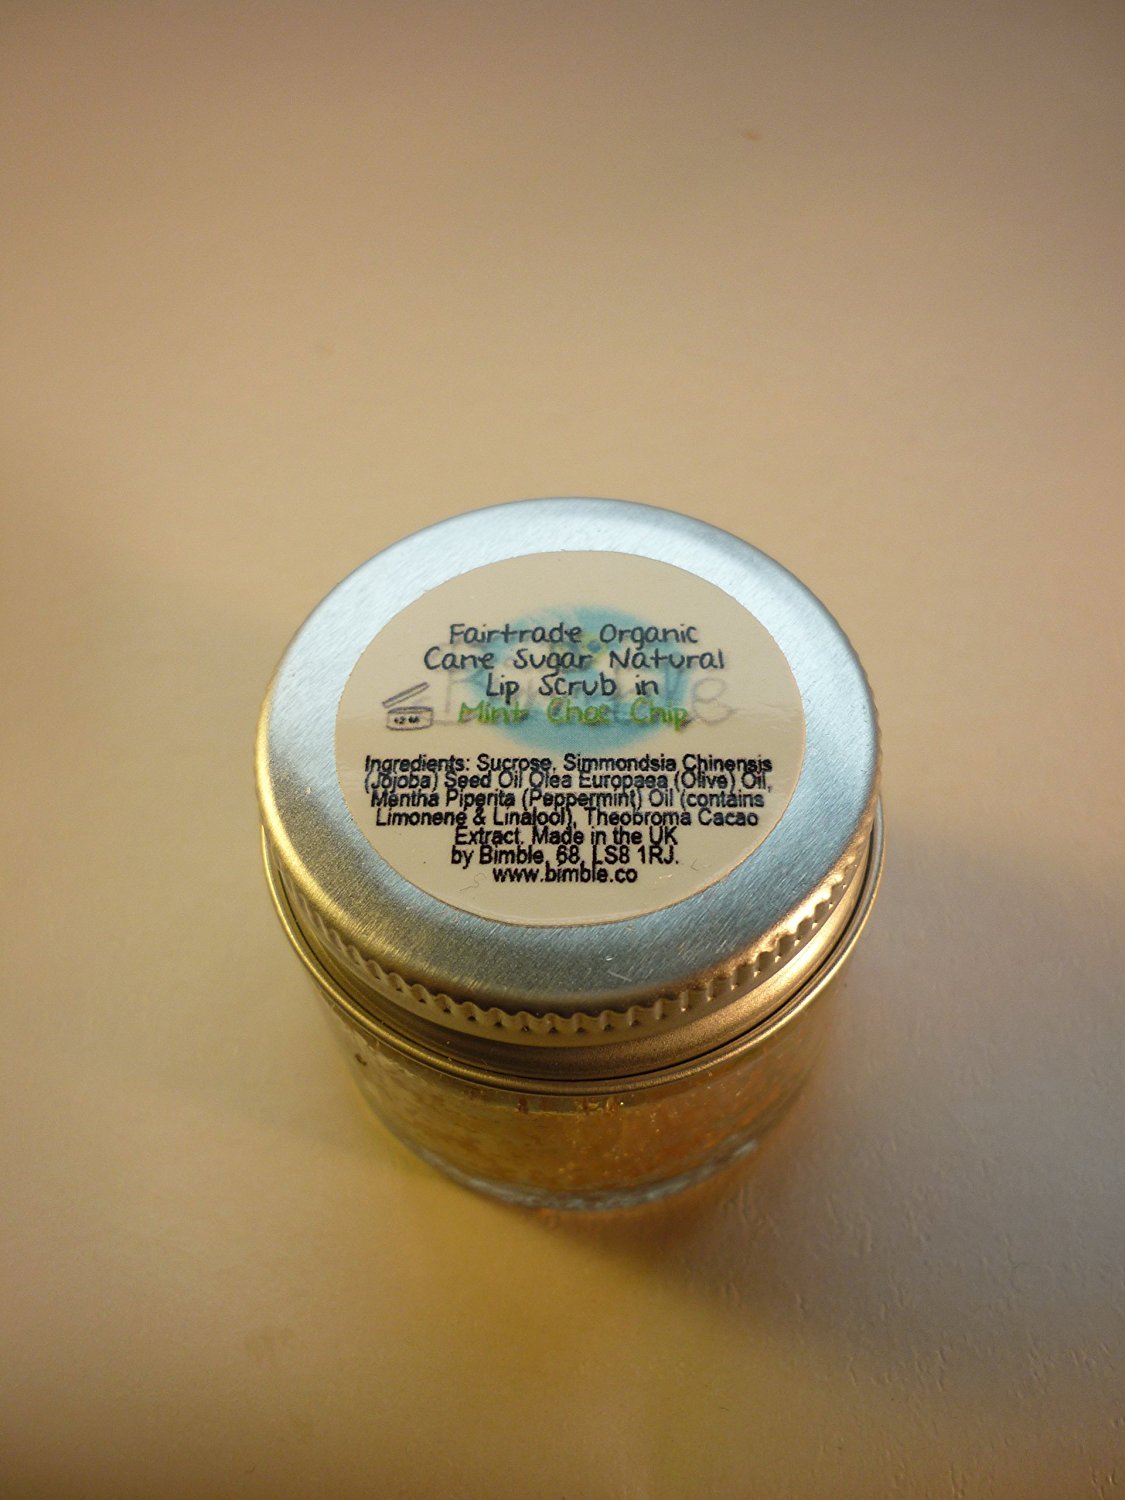 Fairtrade Organic
Cane Sugar Natural
Lip Scrub in
Mint Choc Chip
Ingredients: Sucrose, Simmondsia Chinensis
(Jojoba) Seed Oil Olea Europaea (Olive) Oil,
Mentha Piperita (Peppermint) Oil (contains
Limonene & Linalool), Theobroma Cacao
Extract. Made in the UK
by Bimble, 68, LS8 1RJ.
www.bimble.co